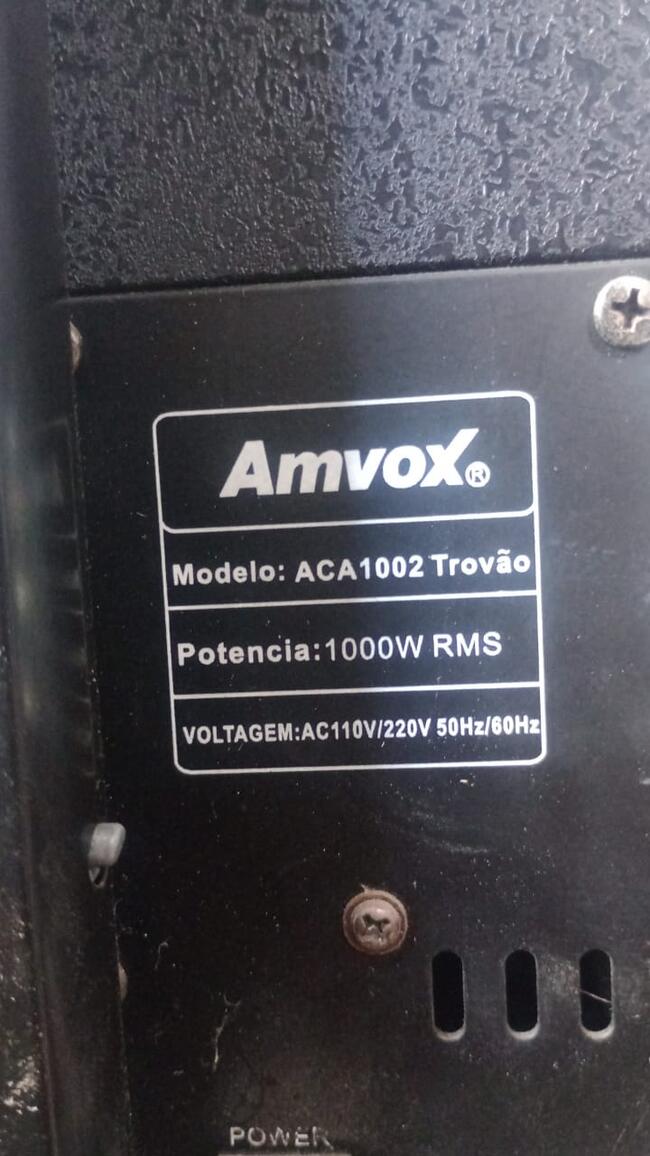 Amvox®
Modelo: ACA1002 Trovão
Potencia:1000W RMS
VOLTAGEM:AC110V/220V 50Hz/60Hz
POWER